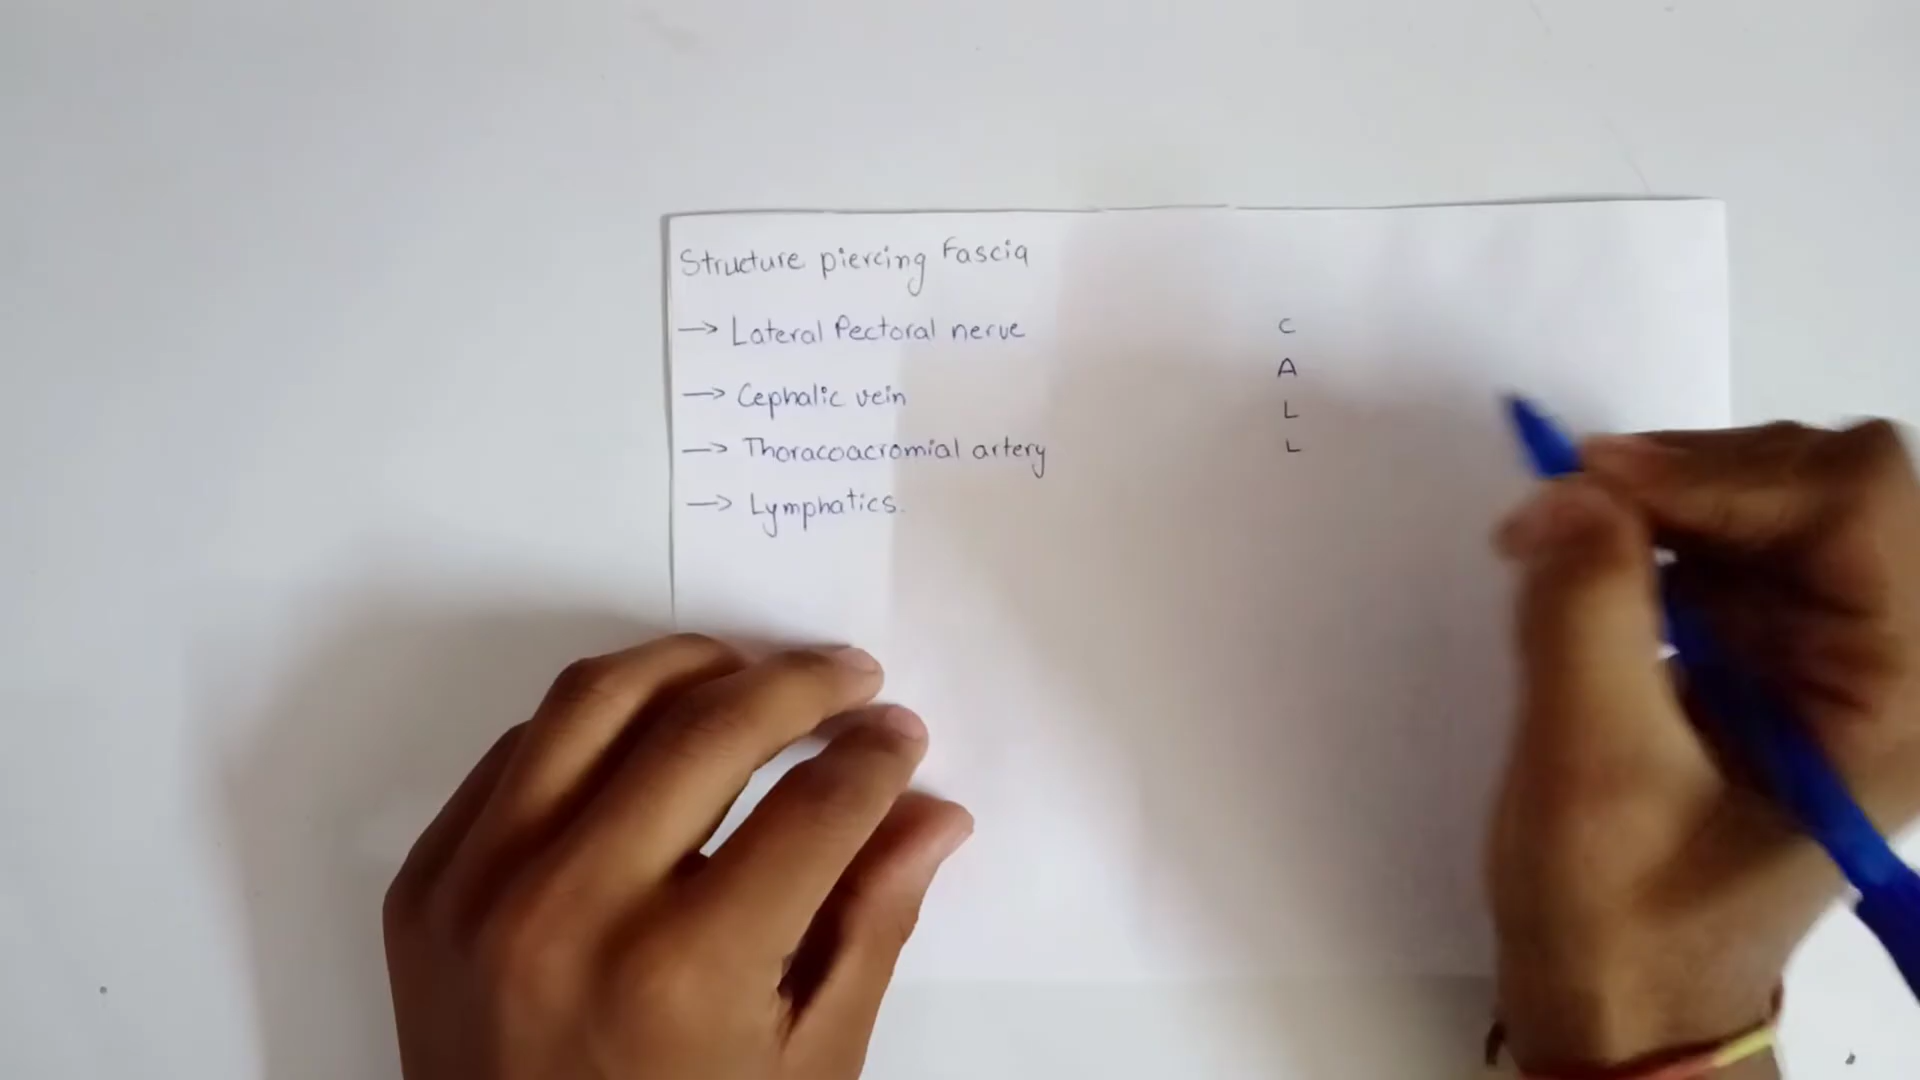 Structure piercing Fascia
→ Lateral Pectoral nerve
→ Cephalic vein
→ Thoracoacromial artery
→ Lymphatics.
C
A
L
L